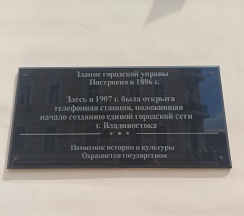 Здание городской управы
Построено в 1886 г.
Здесь в 1907 г. была открыта
телефонная станция, положившая
начало созданию единой городской сети
г. Владивостока
Памятник истории и культуры
Охраняется государством